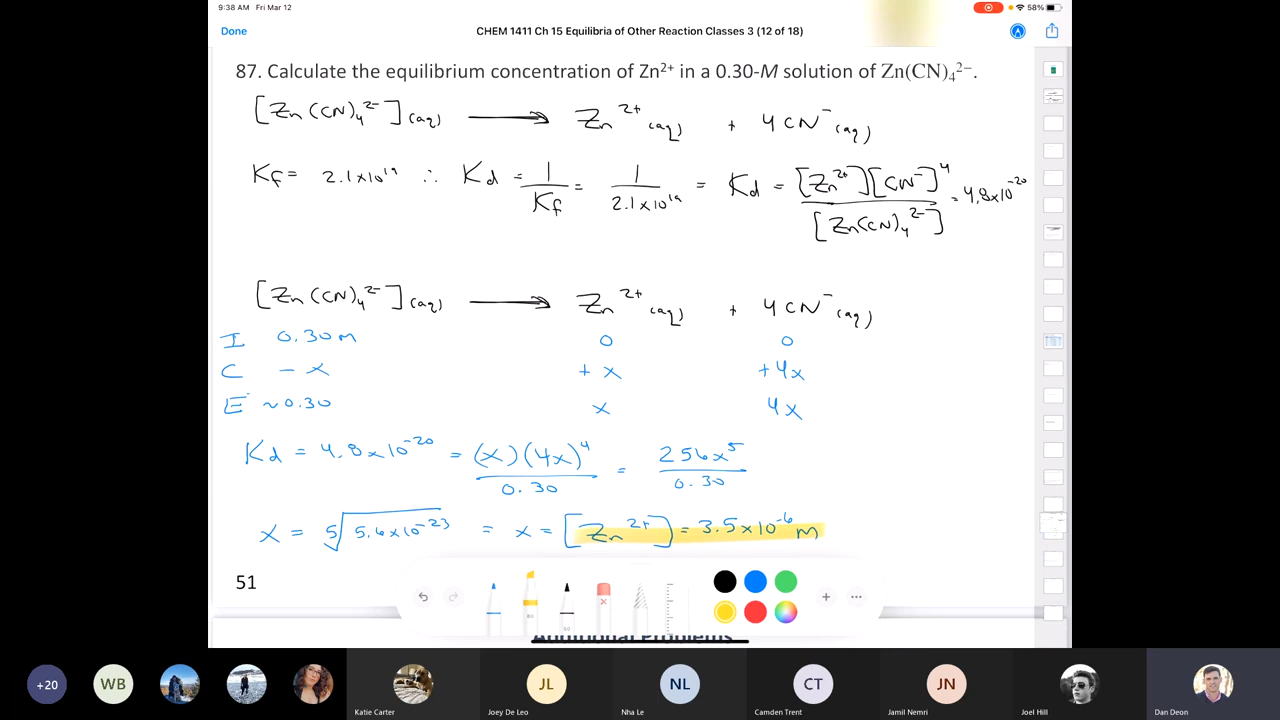 9:38 AM Fri Mar 12
58%
Done
CHEM 1411 Ch 15 Equilibria of Other Reaction Classes 3 (12 of 18)
87. Calculate the equilibrium concentration of Zn²⁺ in a 0.30-M solution of Zn(CN)₄²⁻.
[Zn(CN)₄²⁻](aq) ⟶ Zn²⁺(aq) + 4CN⁻(aq)
Kf = 2.1x10¹⁹ ∴ Kd = 1/Kf = 1/2.1x10¹⁹ = Kd = [Zn²⁺][CN⁻]⁴/[Zn(CN)₄²⁻] = 4.8x10⁻²⁰
[Zn(CN)₄²⁻](aq) ⟶ Zn²⁺(aq) + 4CN⁻(aq)
I 0.30M 0 0
C - x + x +4x
E ~0.30 x 4x
Kd = 4.8x10⁻²⁰ = (x)(4x)⁴/0.30 = 256x⁵/0.30
x = ⁵√5.6x10⁻²³ = x = [Zn²⁺] = 3.5x10⁻⁶ M
51
Additional Problems
+20
WB
JL
NL
CT
JN
Katie Carter
Joey De Leo
Nha Le
Camden Trent
Jamil Nemri
Joel Hill
Dan Deon